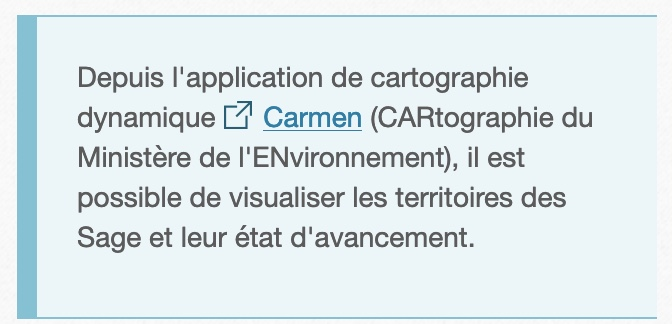 Depuis l'application de cartographie
dynamique Carmen (CARtographie du
Ministère de l'ENvironnement), il est
possible de visualiser les territoires des
Sage et leur état d'avancement.